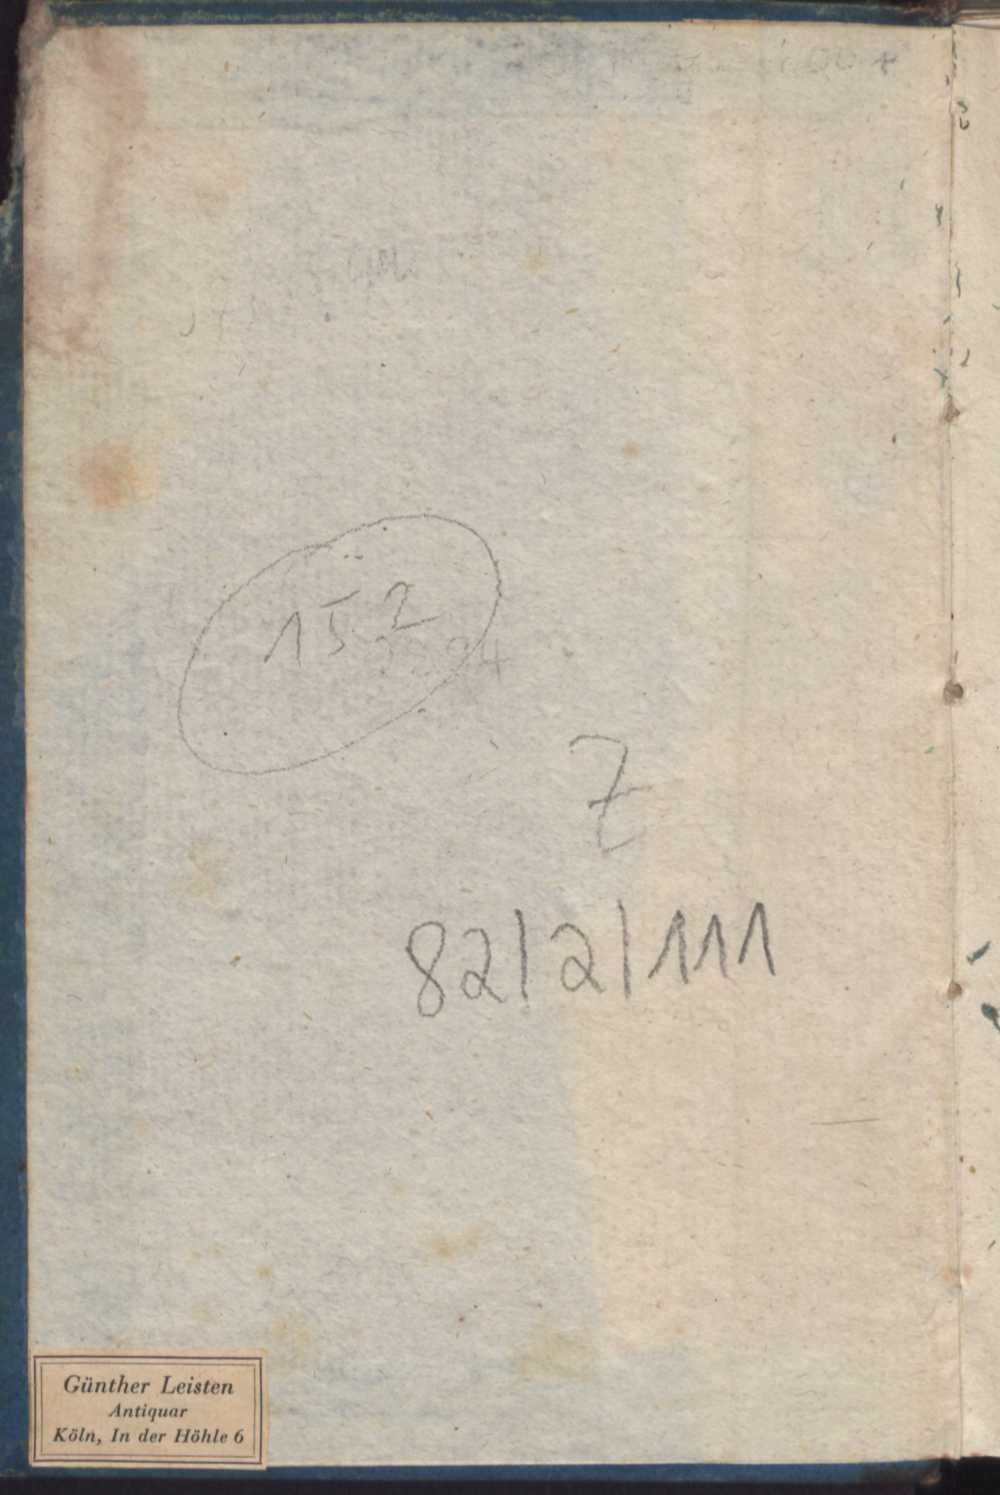 152
Z
82/2/111
Günther Leisten
Antiquar
Köln, In der Höhle 6